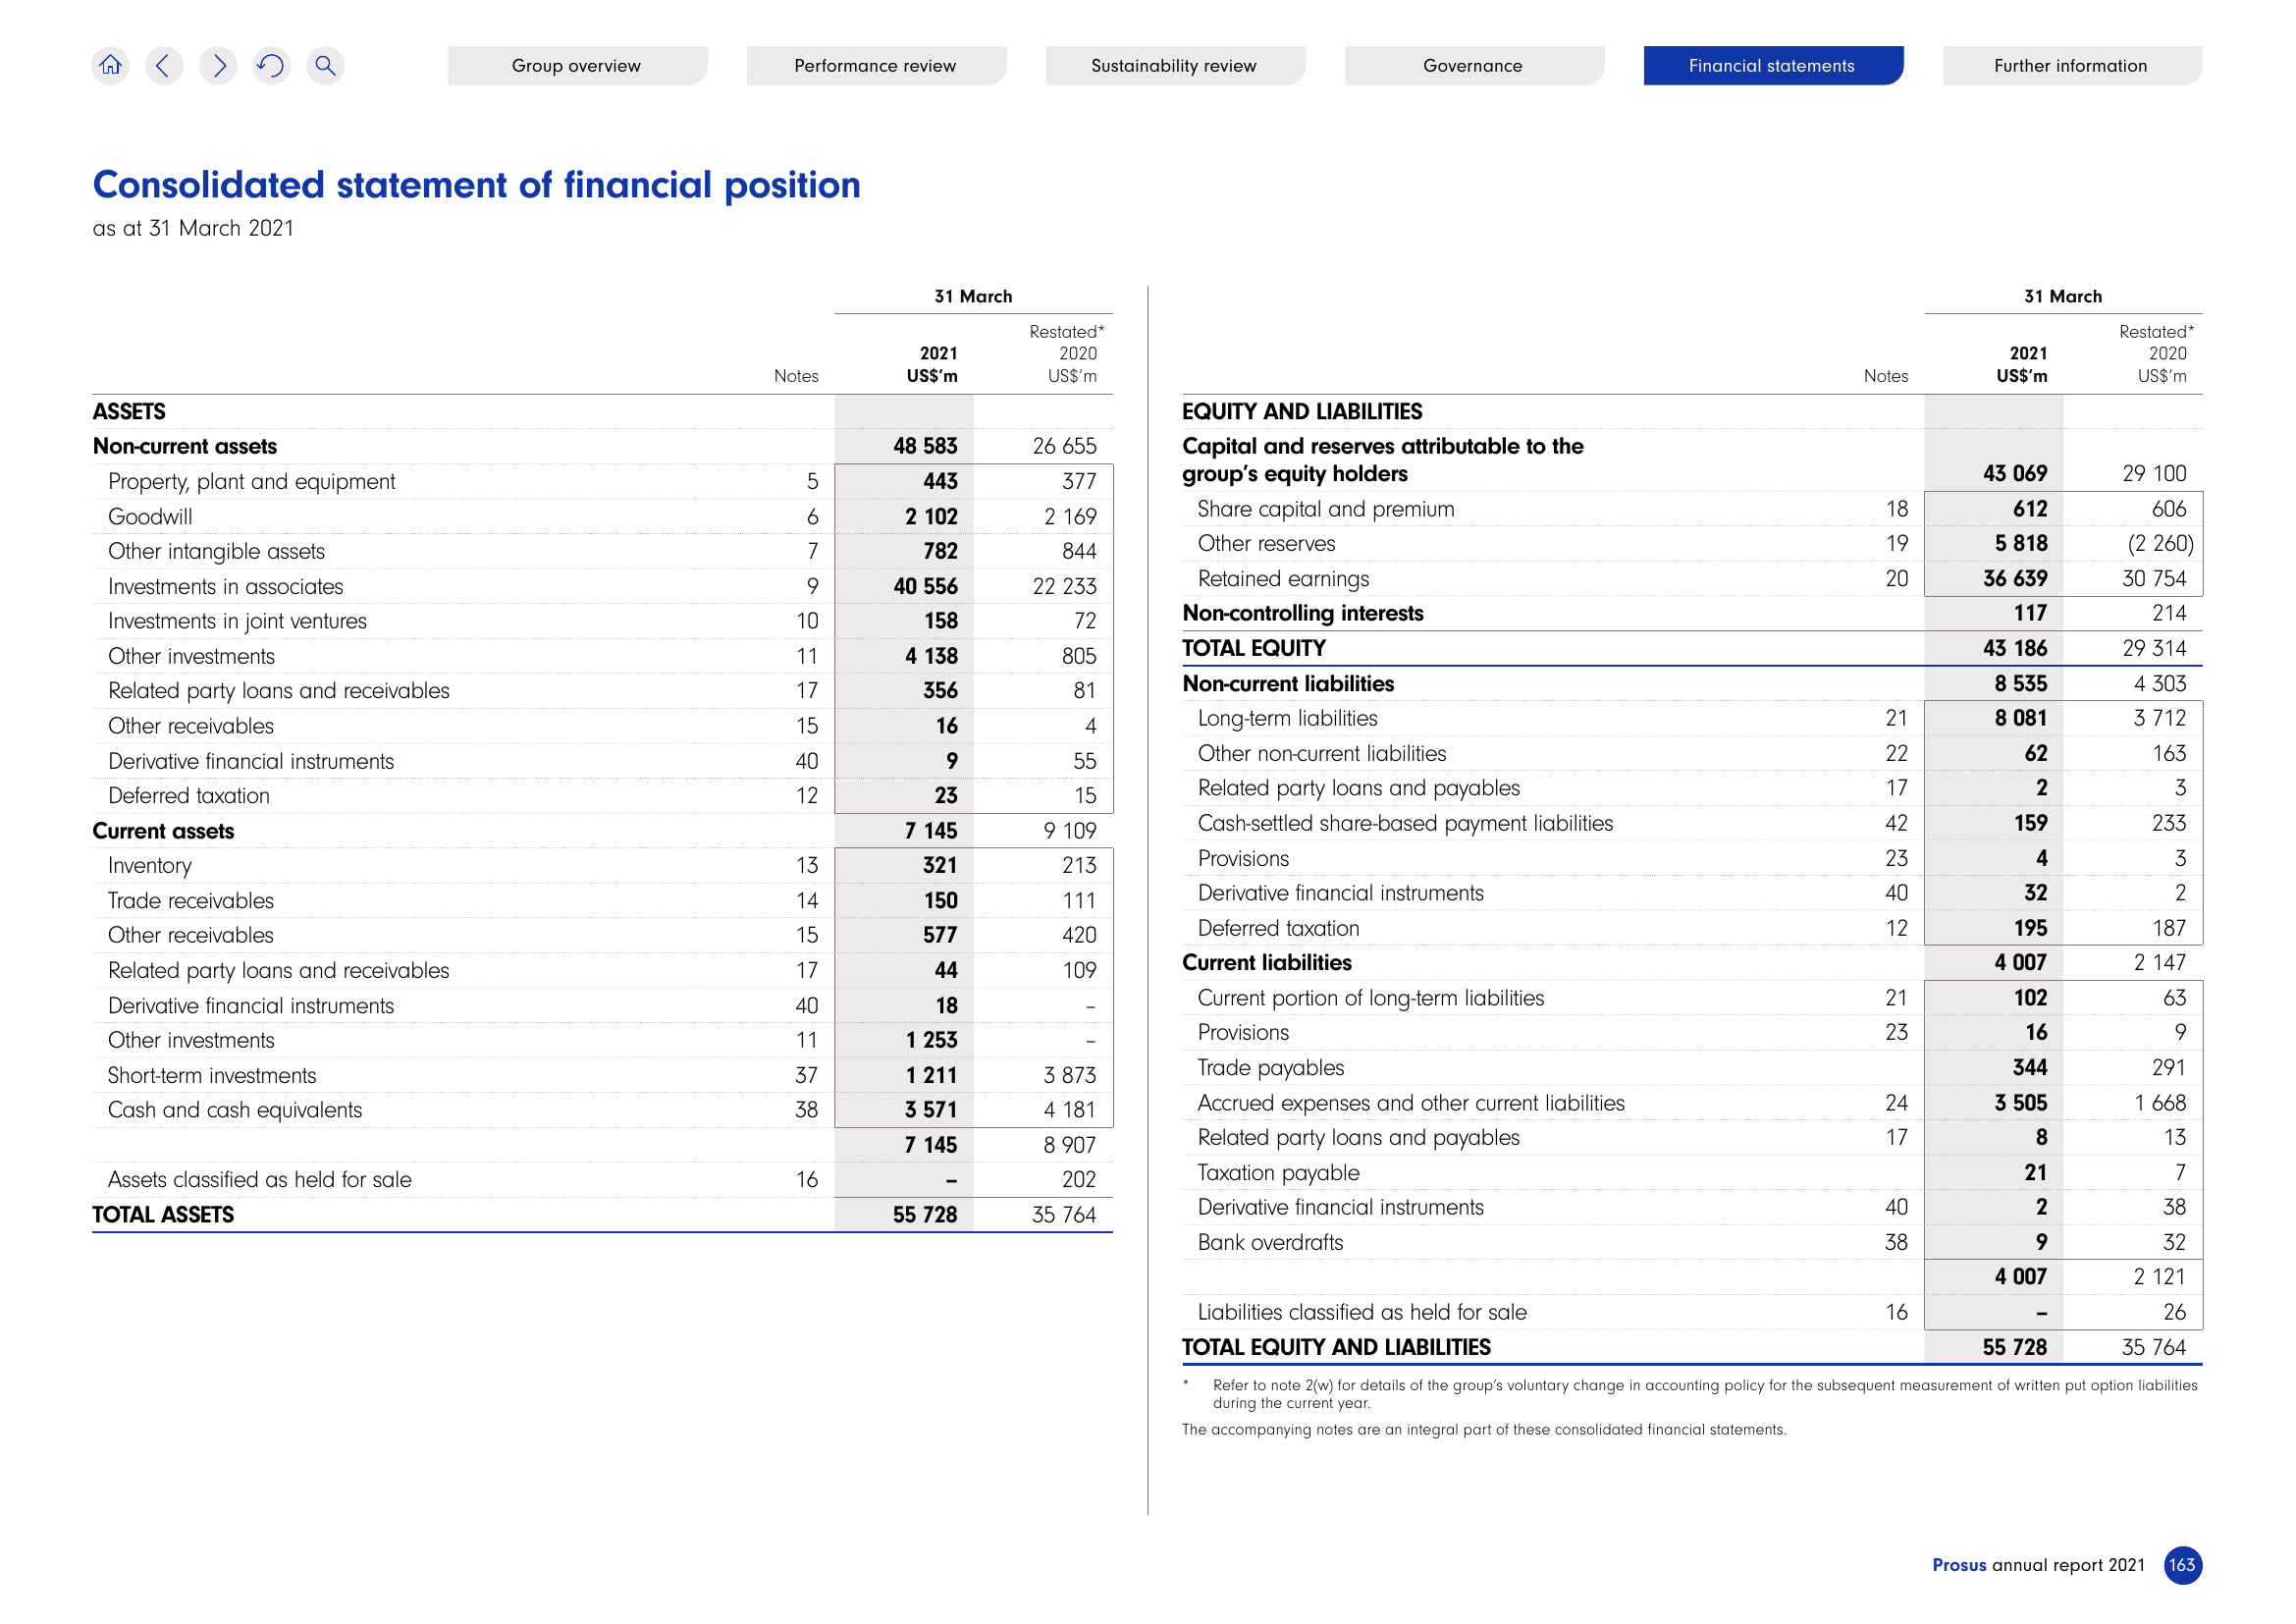 Group overview
Performance review
Sustainability review
Governance
Financial statements
Further information
Consolidated statement of financial position
as at 31 March 2021
31 March
Restated*
2021 2020
Notes US$'m US$'m
ASSETS
Non-current assets 48 583 26 655
Property, plant and equipment 5 443 377
Goodwill 6 2 102 2 169
Other intangible assets 7 782 844
Investments in associates 9 40 556 22 233
Investments in joint ventures 10 158 72
Other investments 11 4 138 805
Related party loans and receivables 17 356 81
Other receivables 15 16 4
Derivative financial instruments 40 9 55
Deferred taxation 12 23 15
Current assets 7 145 9 109
Inventory 13 321 213
Trade receivables 14 150 111
Other receivables 15 577 420
Related party loans and receivables 17 44 109
Derivative financial instruments 40 18 –
Other investments 11 1 253 –
Short-term investments 37 1 211 3 873
Cash and cash equivalents 38 3 571 4 181
7 145 8 907
Assets classified as held for sale 16 – 202
TOTAL ASSETS 55 728 35 764
31 March
Restated*
2021 2020
Notes US$'m US$'m
EQUITY AND LIABILITIES
Capital and reserves attributable to the
group's equity holders 43 069 29 100
Share capital and premium 18 612 606
Other reserves 19 5 818 (2 260)
Retained earnings 20 36 639 30 754
Non-controlling interests 117 214
TOTAL EQUITY 43 186 29 314
Non-current liabilities 8 535 4 303
Long-term liabilities 21 8 081 3 712
Other non-current liabilities 22 62 163
Related party loans and payables 17 2 3
Cash-settled share-based payment liabilities 42 159 233
Provisions 23 4 3
Derivative financial instruments 40 32 2
Deferred taxation 12 195 187
Current liabilities 4 007 2 147
Current portion of long-term liabilities 21 102 63
Provisions 23 16 9
Trade payables 344 291
Accrued expenses and other current liabilities 24 3 505 1 668
Related party loans and payables 17 8 13
Taxation payable 21 7
Derivative financial instruments 40 2 38
Bank overdrafts 38 9 32
4 007 2 121
Liabilities classified as held for sale 16 – 26
TOTAL EQUITY AND LIABILITIES 55 728 35 764
* Refer to note 2(w) for details of the group's voluntary change in accounting policy for the subsequent measurement of written put option liabilities
during the current year.
The accompanying notes are an integral part of these consolidated financial statements.
Prosus annual report 2021 163